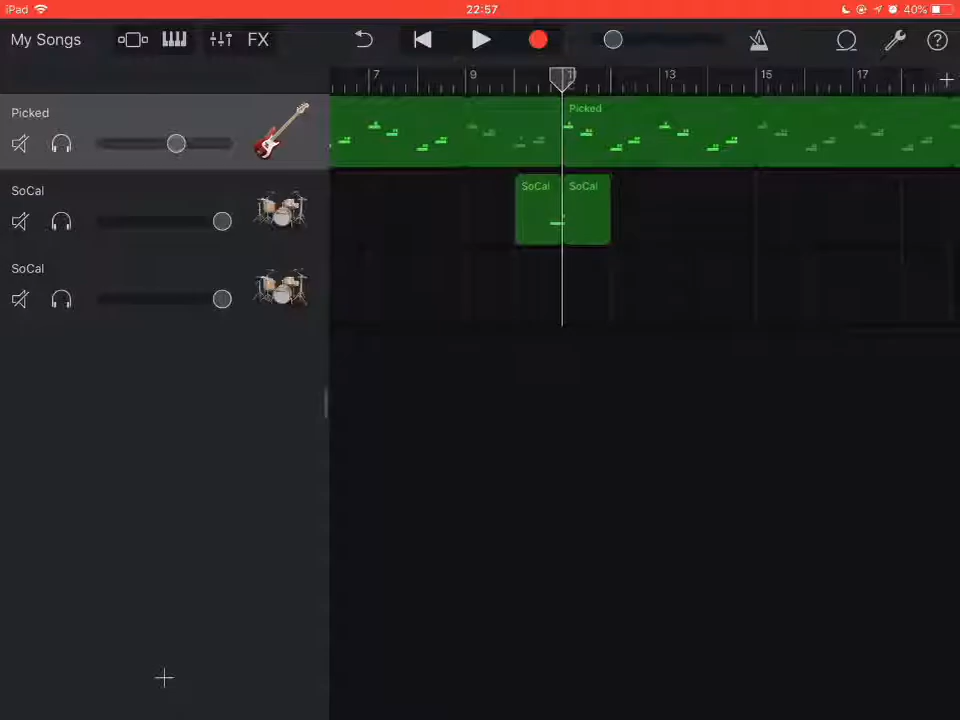 iPad 22:57 40%
My Songs FX
7 9 11 13 15 17
Picked Picked
SoCal SoCal SoCal
SoCal